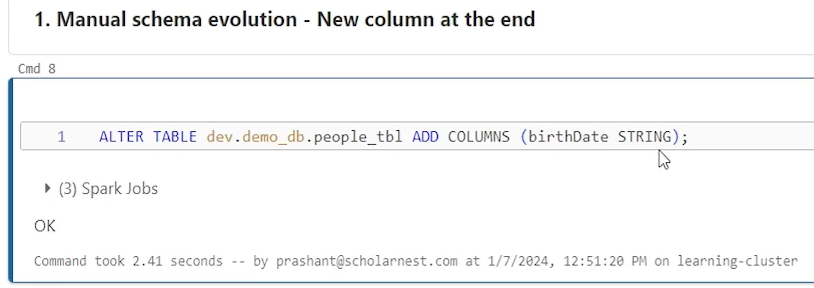 1. Manual schema evolution - New column at the end
Cmd 8
1 ALTER TABLE dev.demo_db.people_tbl ADD COLUMNS (birthDate STRING);
(3) Spark Jobs
OK
Command took 2.41 seconds -- by prashant@scholarnest.com at 1/7/2024, 12:51:20 PM on learning-cluster